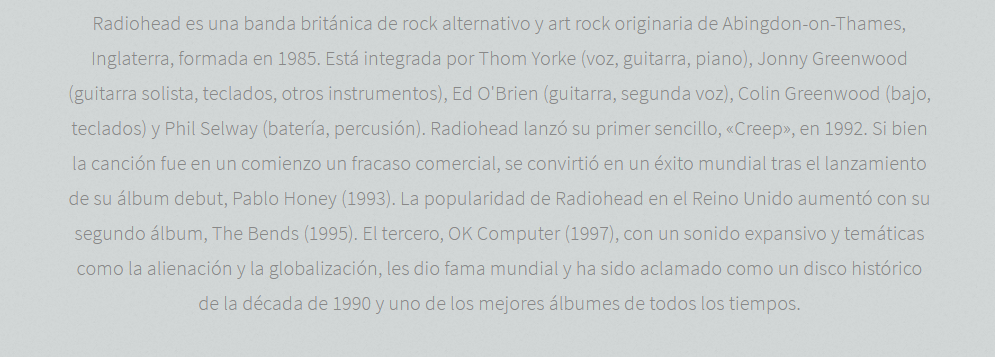 Radiohead es una banda británica de rock alternativo y art rock originaria de Abingdon-on-Thames,
Inglaterra, formada en 1985. Está integrada por Thom Yorke (voz, guitarra, piano), Jonny Greenwood
(guitarra solista, teclados, otros instrumentos), Ed O'Brien (guitarra, segunda voz), Colin Greenwood (bajo,
teclados) y Phil Selway (batería, percusión). Radiohead lanzó su primer sencillo, «Creep», en 1992. Si bien
la canción fue en un comienzo un fracaso comercial, se convirtió en un éxito mundial tras el lanzamiento
de su álbum debut, Pablo Honey (1993). La popularidad de Radiohead en el Reino Unido aumentó con su
segundo álbum, The Bends (1995). El tercero, OK Computer (1997), con un sonido expansivo y temáticas
como la alienación y la globalización, les dio fama mundial y ha sido aclamado como un disco histórico
de la década de 1990 y uno de los mejores álbumes de todos los tiempos.